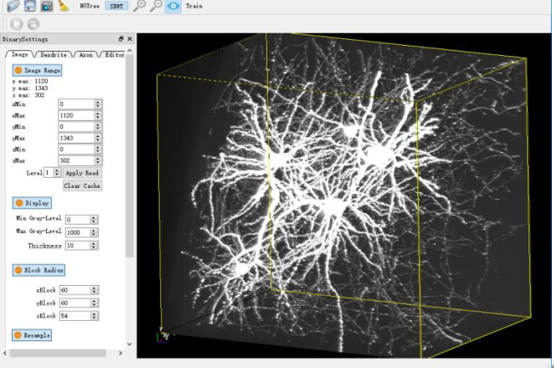 NGTree SBWT Train
BinarySettings
Image Dendrite Axon Editor
Image Range
x max: 1120
y max: 1343
z max: 302
xMin 0
xMax 1120
yMin 0
yMax 1343
zMin 0
zMax 302
Level 1 Apply Read
Clear Cache
Display
Min Gray-Level 0
Max Gray-Level 1000
Thickness 10
Block Radius
xBlock 60
yBlock 60
zBlock 54
Resample